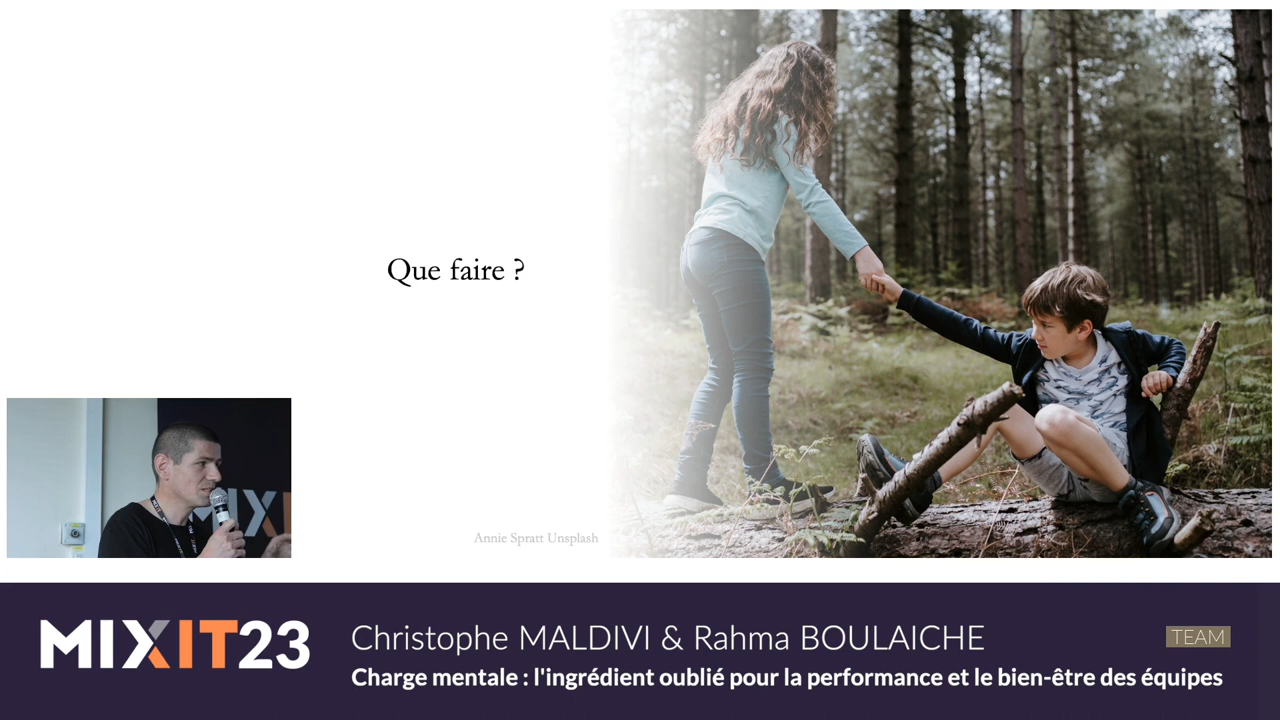 Que faire ?
Annie Spratt Unsplash
MIXI
MIXIT23
Christophe MALDIVI & Rahma BOULAICHE
TEAM
Charge mentale : l'ingrédient oublié pour la performance et le bien-être des équipes